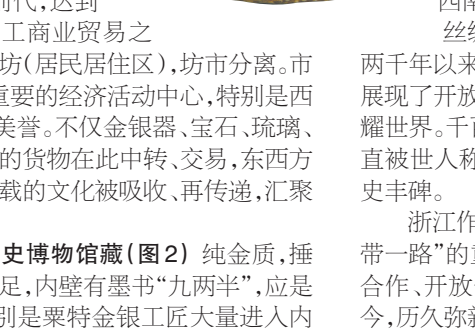 时代,达到
工商业贸易之
坊(居民居住区),坊市分离。市
重要的经济活动中心,特别是西
美誉。不仅金银器、宝石、琉璃、
的货物在此中转、交易,东西方
载的文化被吸收、再传递,汇聚
史博物馆藏(图2) 纯金质,捶
足,内壁有墨书“九两半”,应是
别是粟特金银工匠大量进入内
西南
丝绸
两千年以来
展现了开放
耀世界。千百
直被世人称
史丰碑。
浙江作
带一路”的重
合作、开放
今,历久弥新